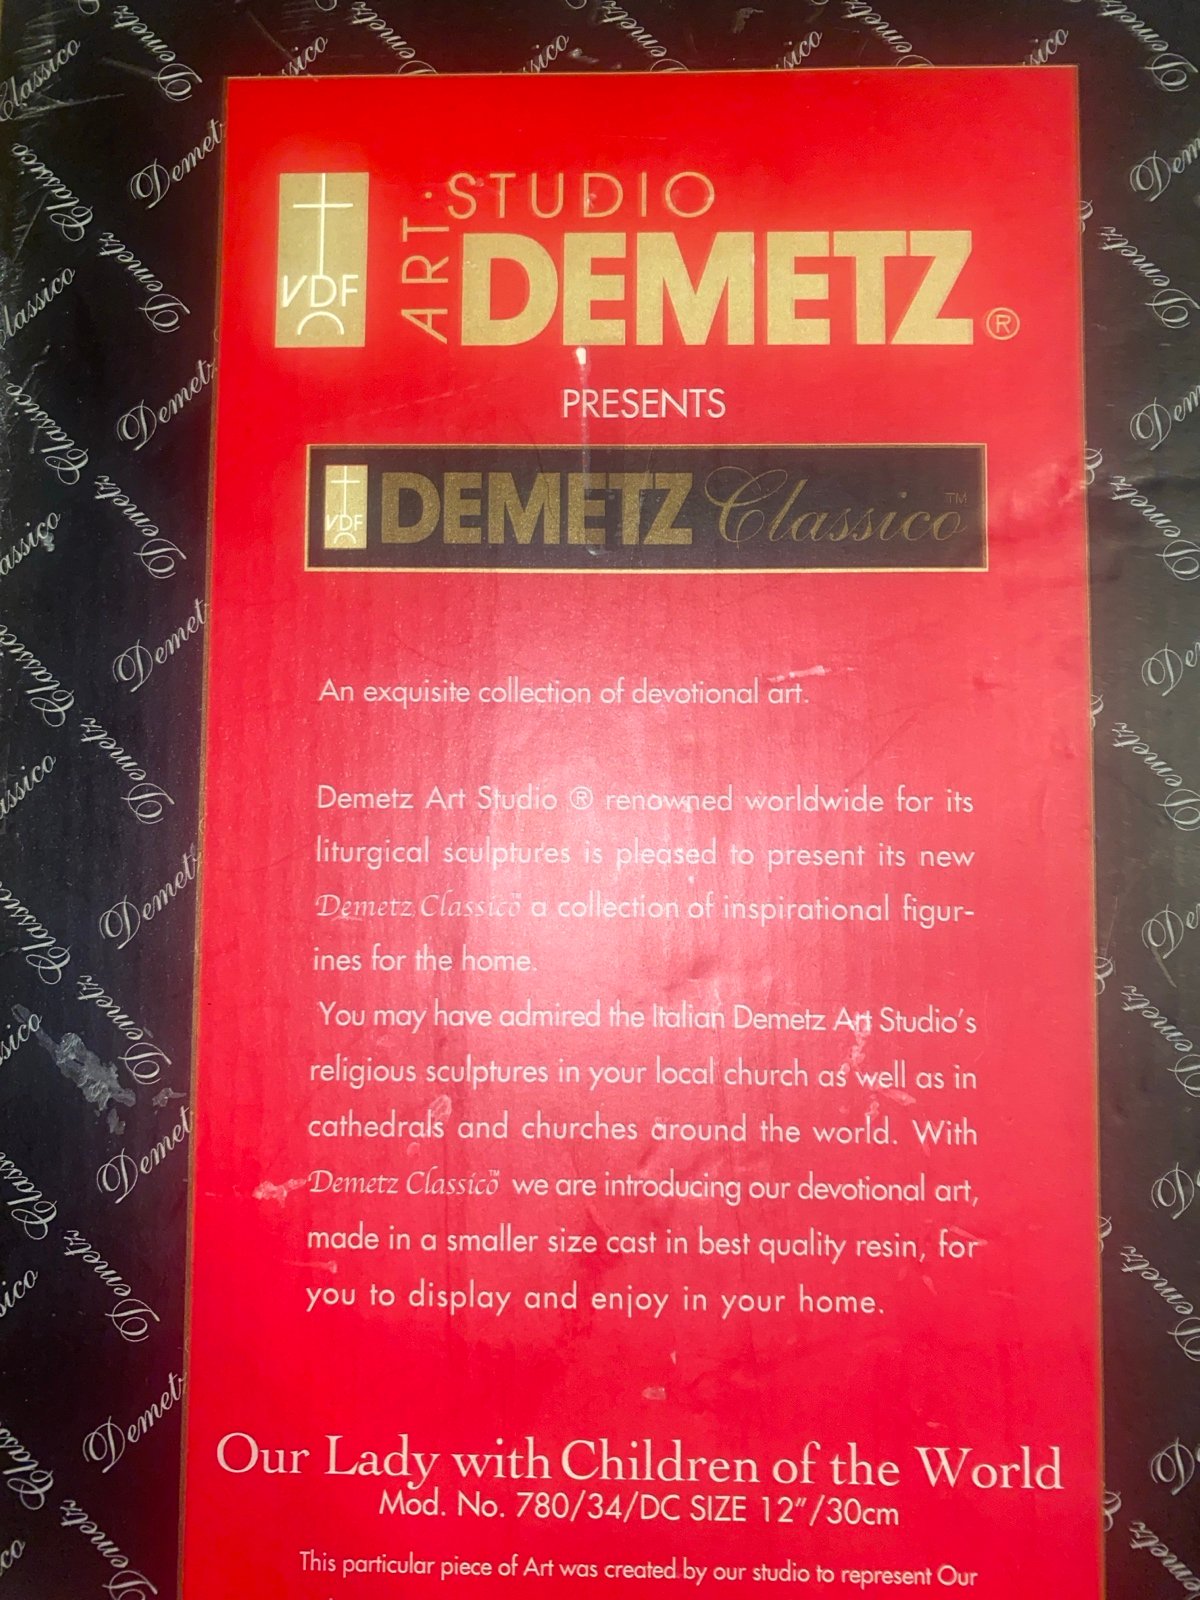 VDF
ART·STUDIO
DEMETZ®
PRESENTS
VDF DEMETZ Classico™
An exquisite collection of devotional art.
Demetz Art Studio ® renowned worldwide for its
liturgical sculptures is pleased to present its new
Demetz Classico™ a collection of inspirational figur-
ines for the home.
You may have admired the Italian Demetz Art Studio's
religious sculptures in your local church as well as in
cathedrals and churches around the world. With
Demetz Classico™ we are introducing our devotional art,
made in a smaller size cast in best quality resin, for
you to display and enjoy in your home.
Our Lady with Children of the World
Mod. No. 780/34/DC SIZE 12"/30cm
This particular piece of Art was created by our studio to represent Our